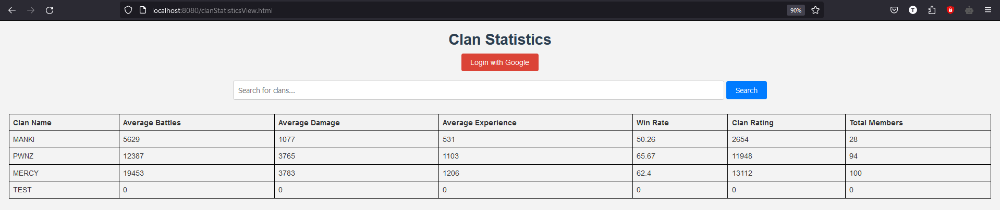 localhost:8080/clanStatisticsView.html 90% T
Clan Statistics
Login with Google
Search for clans... Search
Clan Name Average Battles Average Damage Average Experience Win Rate Clan Rating Total Members
MANKI 5629 1077 531 50.26 2654 28
PWNZ 12387 3765 1103 65.67 11948 94
MERCY 19453 3783 1206 62.4 13112 100
TEST 0 0 0 0 0 0